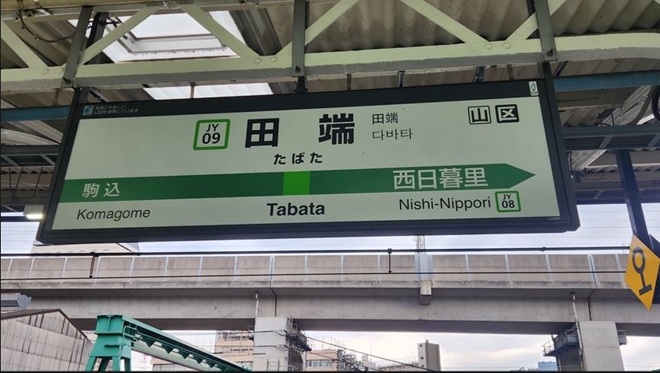 JY
09
田端
田端
다바타
山 区
たばた
駒込
西日暮里
Komagome
Tabata
Nishi-Nippori
JY
08